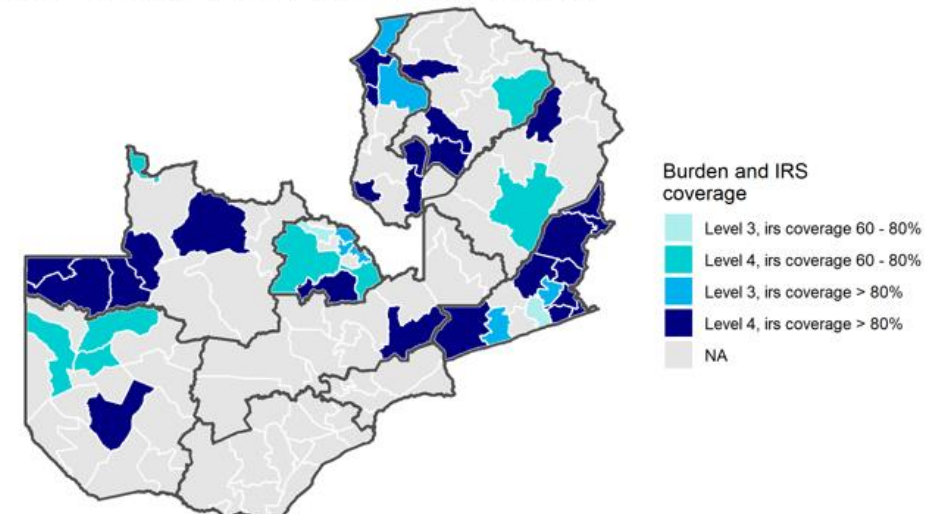 Burden and IRS
coverage
Level 3, irs coverage 60 - 80%
Level 4, irs coverage 60 - 80%
Level 3, irs coverage > 80%
Level 4, irs coverage > 80%
NA